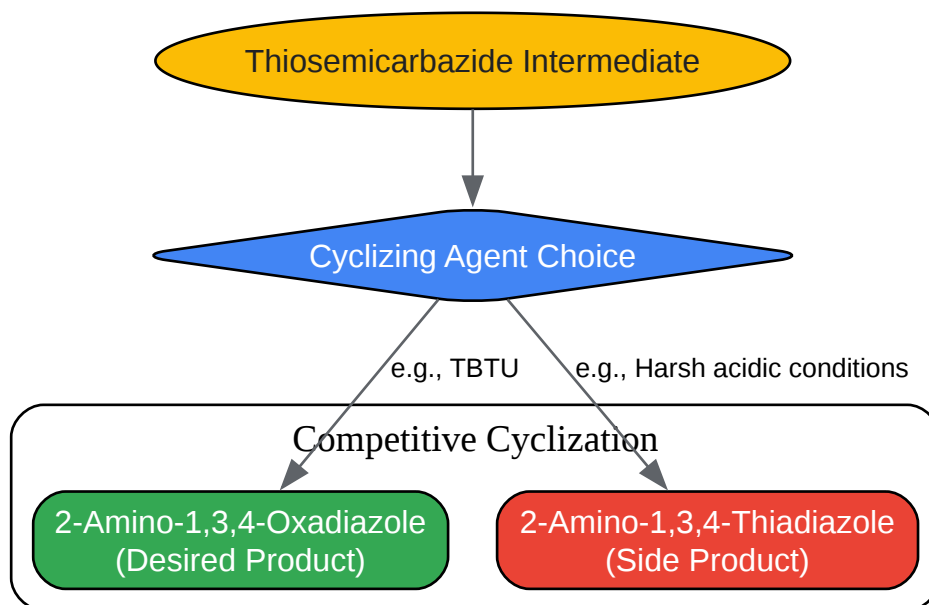 Thiosemicarbazide Intermediate
Cyclizing Agent Choice
e.g., TBTU
e.g., Harsh acidic conditions
Competitive Cyclization
2-Amino-1,3,4-Oxadiazole
(Desired Product)
2-Amino-1,3,4-Thiadiazole
(Side Product)